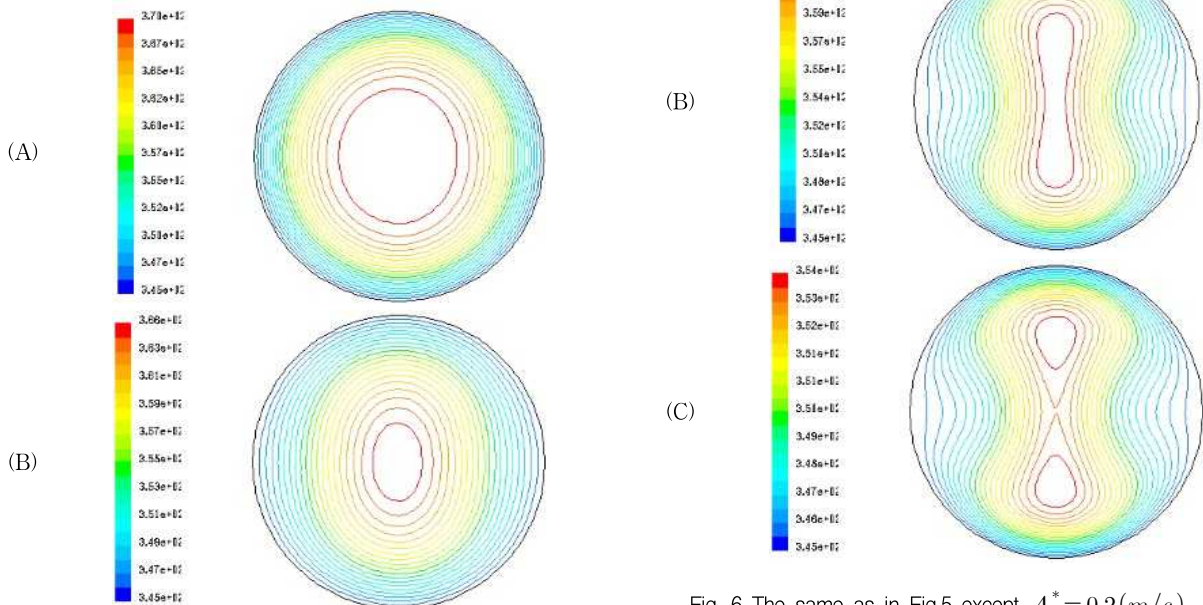 3.70e+02
3.67e+02
3.65e+02
3.62e+02
3.60e+02
3.57e+02
3.55e+02
3.52e+02
3.50e+02
3.47e+02
3.45e+02
(A)
3.66e+02
3.63e+02
3.61e+02
3.59e+02
3.57e+02
3.55e+02
3.53e+02
3.51e+02
3.49e+02
3.47e+02
3.45e+02
(B)
3.59e+02
3.57e+02
3.55e+02
3.54e+02
3.52e+02
3.51e+02
3.48e+02
3.47e+02
3.45e+02
(B)
3.54e+02
3.53e+02
3.52e+02
3.51e+02
3.51e+02
3.50e+02
3.49e+02
3.48e+02
3.47e+02
3.46e+02
3.45e+02
(C)
Fig. 6 The same as in Fig.5 except A* = 0.2(m/s)